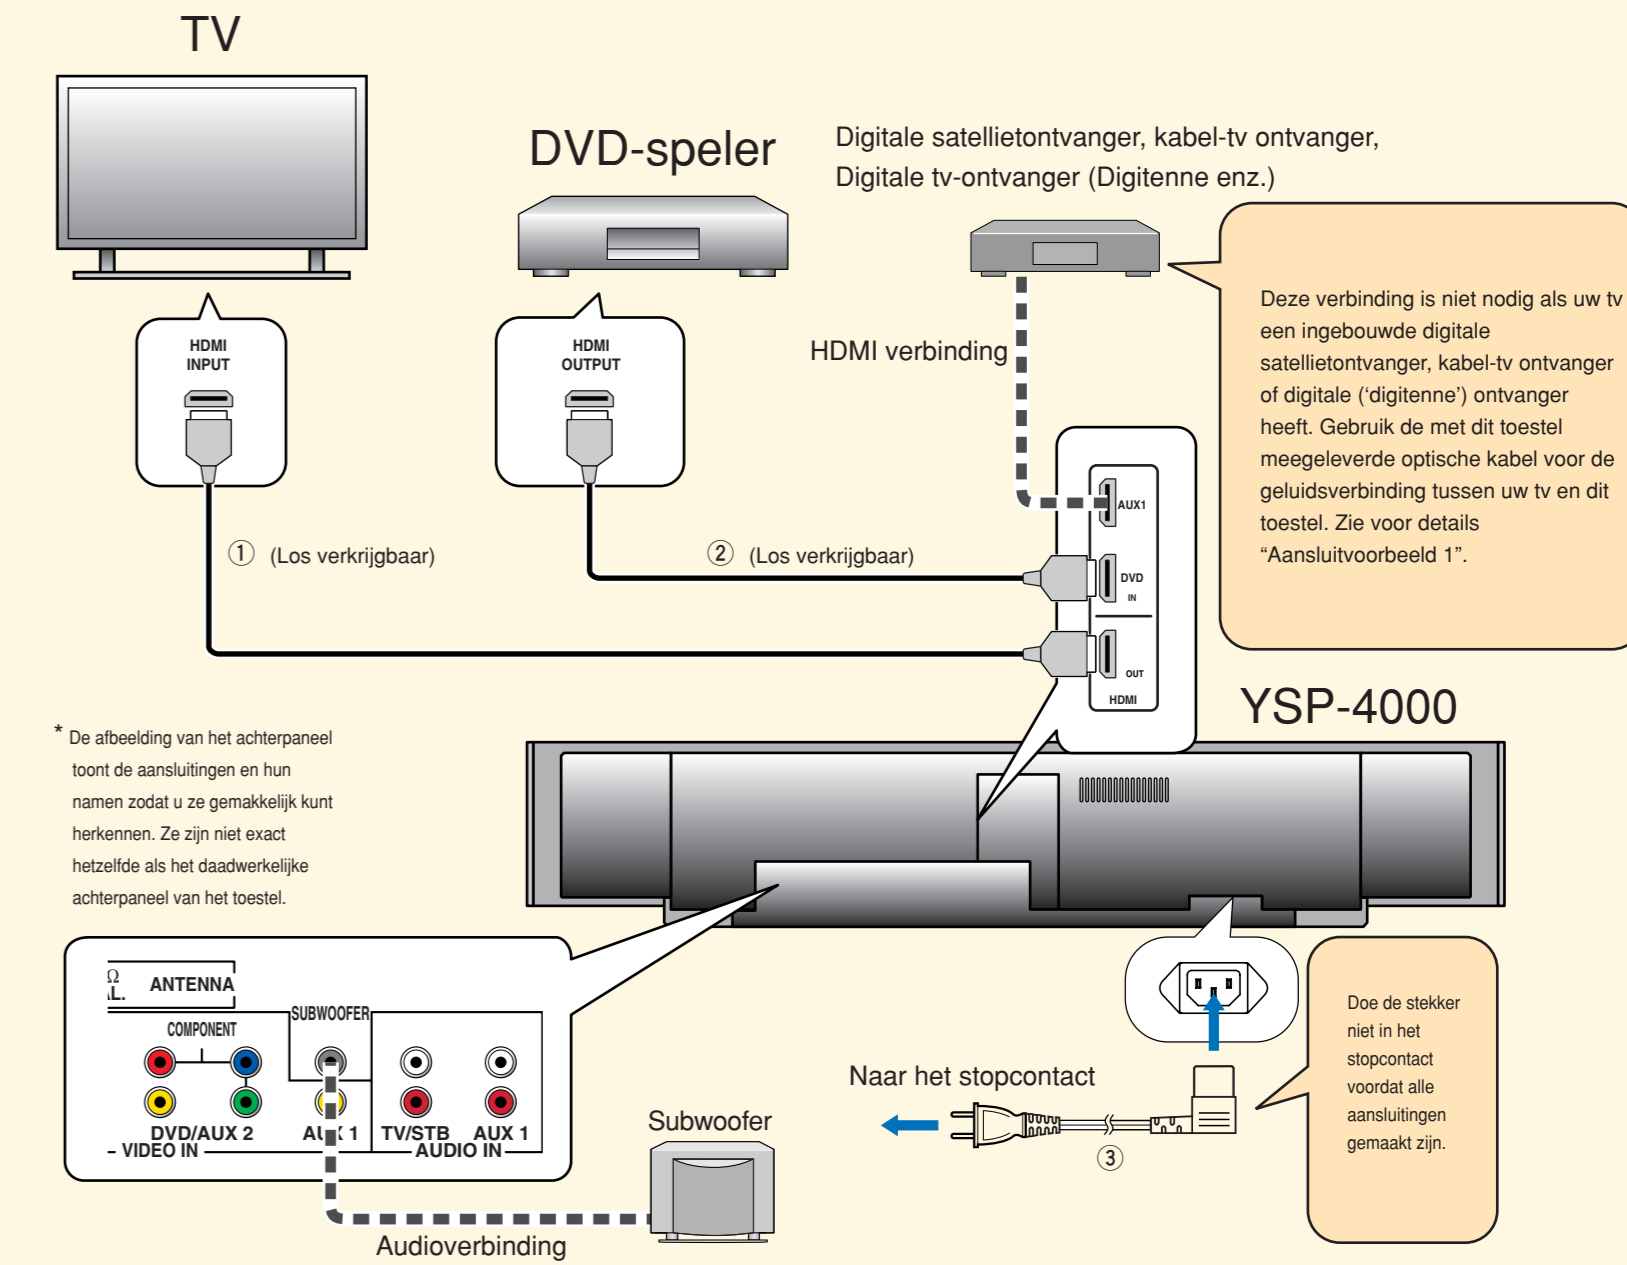 TV
DVD-speler
Digitale satellietontvanger, kabel-tv ontvanger,
Digitale tv-ontvanger (Digitenne enz.)
HDMI
INPUT
HDMI
OUTPUT
HDMI verbinding
Deze verbinding is niet nodig als uw tv
een ingebouwde digitale
satellietontvanger, kabel-tv ontvanger
of digitale (‘digitenne’) ontvanger
heeft. Gebruik de met dit toestel
meegeleverde optische kabel voor de
geluidsverbinding tussen uw tv en dit
toestel. Zie voor details
“Aansluitvoorbeeld 1”.
① (Los verkrijgbaar)
② (Los verkrijgbaar)
AUX1
DVD
IN
OUT
HDMI
YSP-4000
* De afbeelding van het achterpaneel
toont de aansluitingen en hun
namen zodat u ze gemakkelijk kunt
herkennen. Ze zijn niet exact
hetzelfde als het daadwerkelijke
achterpaneel van het toestel.
Ω
AL.
ANTENNA
SUBWOOFER
COMPONENT
DVD/AUX 2
AUX 1
TV/STB
AUX 1
VIDEO IN
AUDIO IN
Subwoofer
Audioverbinding
Naar het stopcontact
③
Doe de stekker
niet in het
stopcontact
voordat alle
aansluitingen
gemaakt zijn.